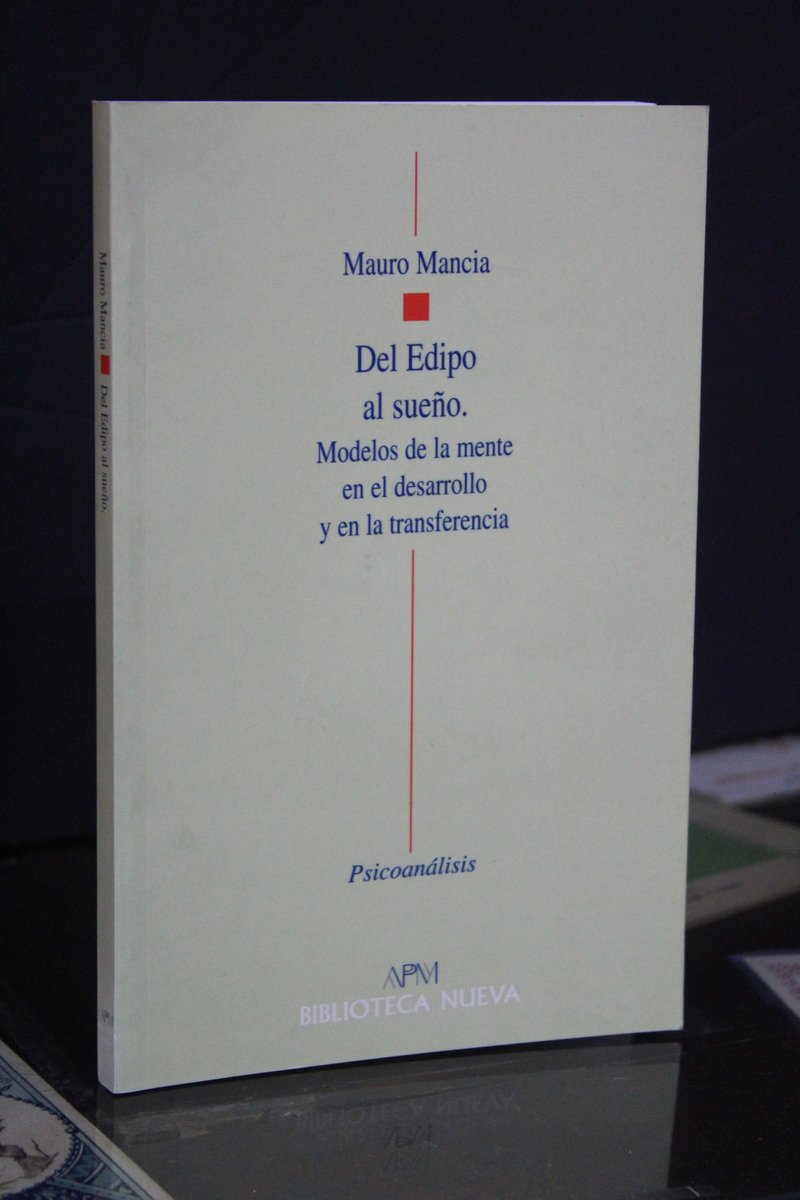 Mauro Mancia
Del Edipo
al sueño.
Modelos de la mente
en el desarrollo
y en la transferencia
Psicoanálisis
APM
BIBLIOTECA NUEVA
Mauro Mancia Del Edipo al sueño.
APM